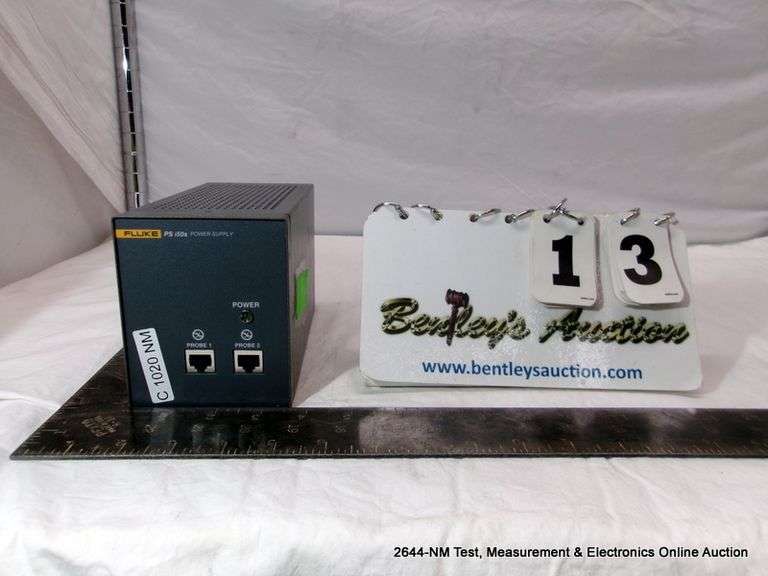 FLUKE PS i50s POWER SUPPLY
POWER
PROBE 1 PROBE 2
C 1020 NM
1 3
Bentley's Auction
www.bentleysauction.com
2644-NM Test, Measurement & Electronics Online Auction